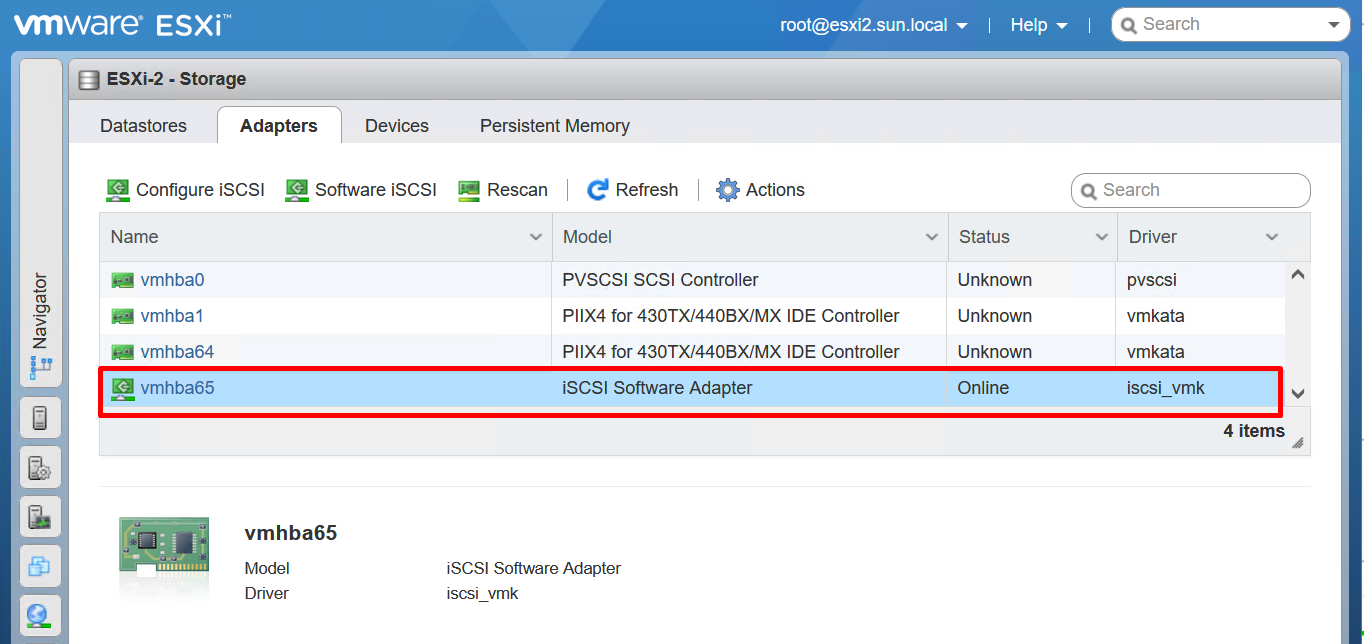 vmware® ESXi™
root@esxi2.sun.local | Help | Search
ESXi-2 - Storage
Datastores Adapters Devices Persistent Memory
Configure iSCSI Software iSCSI Rescan | Refresh | Actions Search
Name Model Status Driver
vmhba0 PVSCSI SCSI Controller Unknown pvscsi
vmhba1 PIIX4 for 430TX/440BX/MX IDE Controller Unknown vmkata
vmhba64 PIIX4 for 430TX/440BX/MX IDE Controller Unknown vmkata
vmhba65 iSCSI Software Adapter Online iscsi_vmk
4 items
Navigator
vmhba65
Model iSCSI Software Adapter
Driver iscsi_vmk